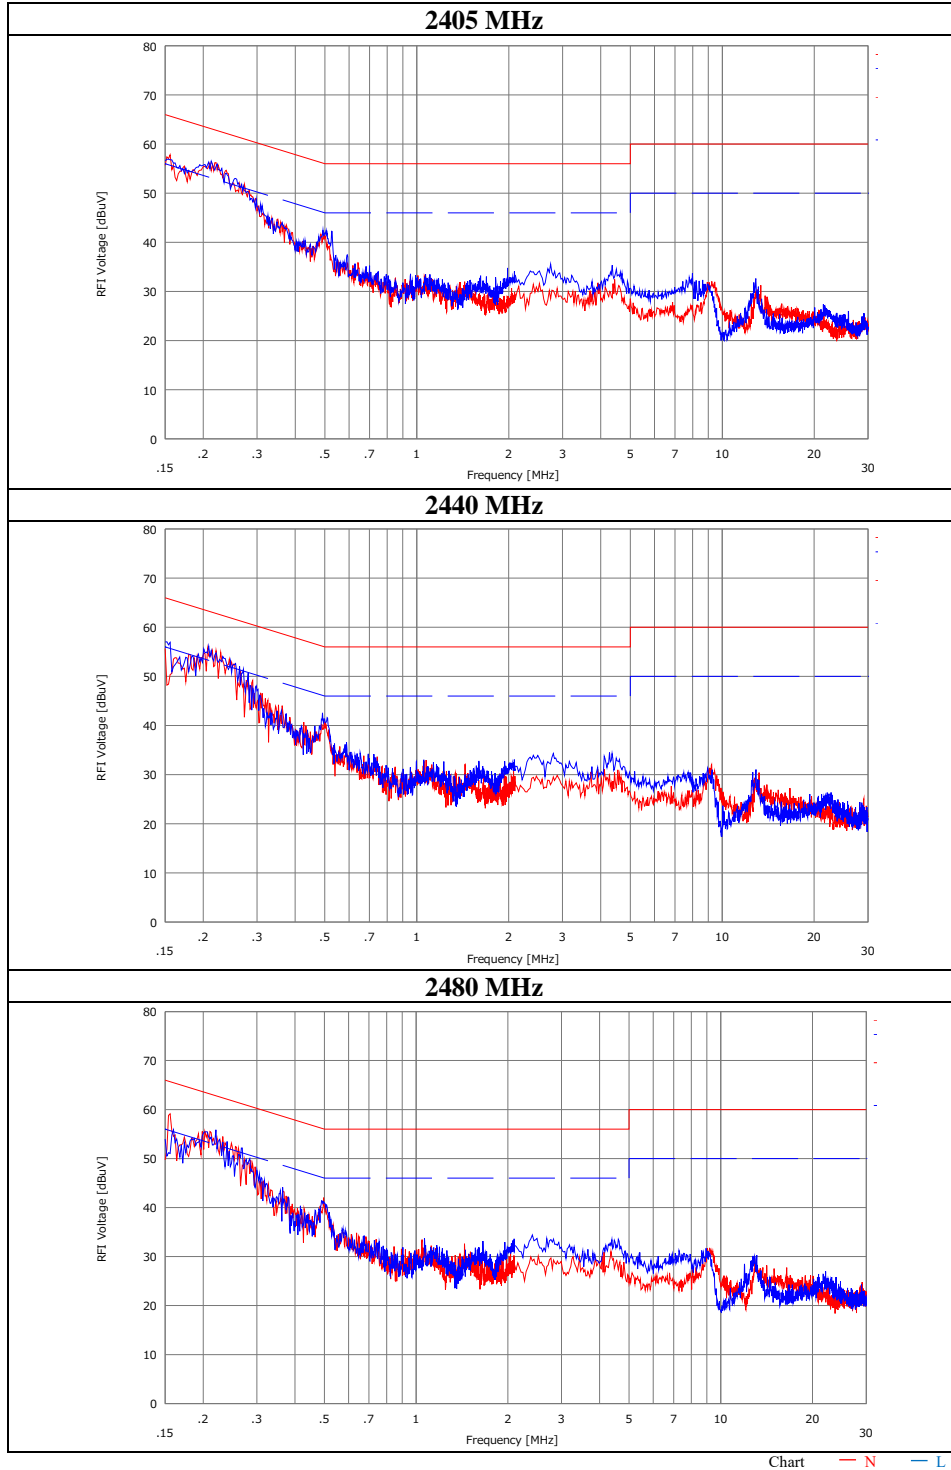 2405 MHz
80
70
60
50
40
30
20
10
0
RFI Voltage [dBuV]
.2 .3 .5 .7 1 2 3 5 7 10 20
.15 30
Frequency [MHz]
2440 MHz
80
70
60
50
40
30
20
10
0
RFI Voltage [dBuV]
.2 .3 .5 .7 1 2 3 5 7 10 20
.15 30
Frequency [MHz]
2480 MHz
80
70
60
50
40
30
20
10
0
RFI Voltage [dBuV]
.2 .3 .5 .7 1 2 3 5 7 10 20
.15 30
Frequency [MHz]
Chart N L